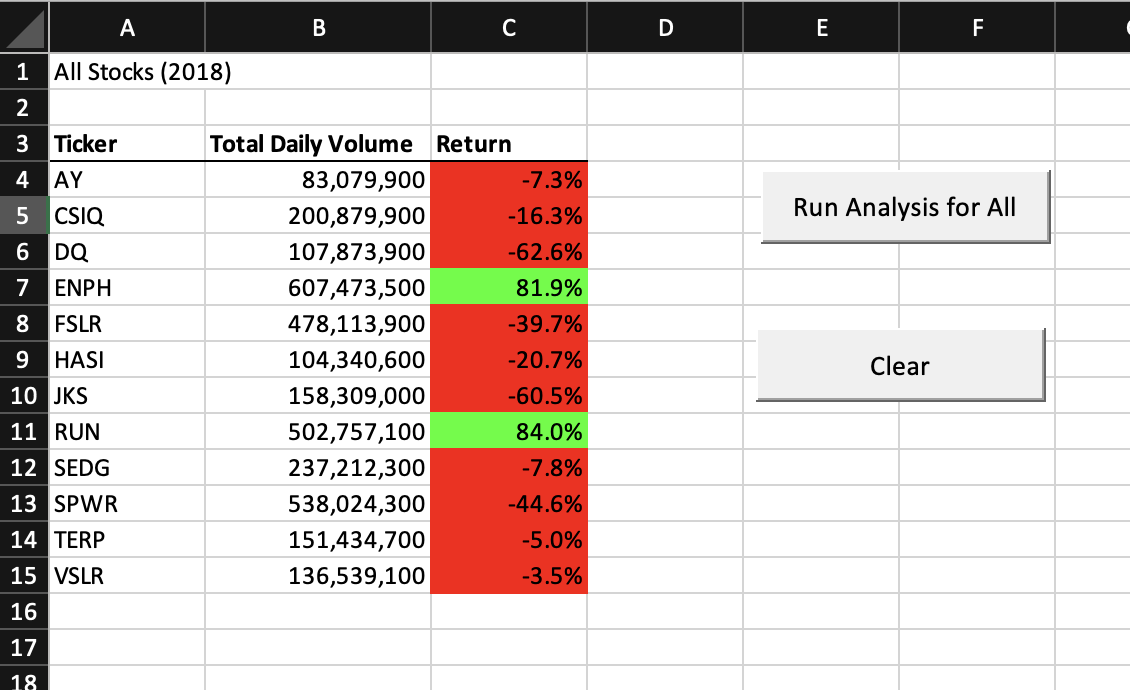 A B C D E F
1 All Stocks (2018)
2
3 Ticker Total Daily Volume Return
4 AY 83,079,900 -7.3%
5 CSIQ 200,879,900 -16.3%
6 DQ 107,873,900 -62.6%
7 ENPH 607,473,500 81.9%
8 FSLR 478,113,900 -39.7%
9 HASI 104,340,600 -20.7%
10 JKS 158,309,000 -60.5%
11 RUN 502,757,100 84.0%
12 SEDG 237,212,300 -7.8%
13 SPWR 538,024,300 -44.6%
14 TERP 151,434,700 -5.0%
15 VSLR 136,539,100 -3.5%
16
17
18
Run Analysis for All
Clear